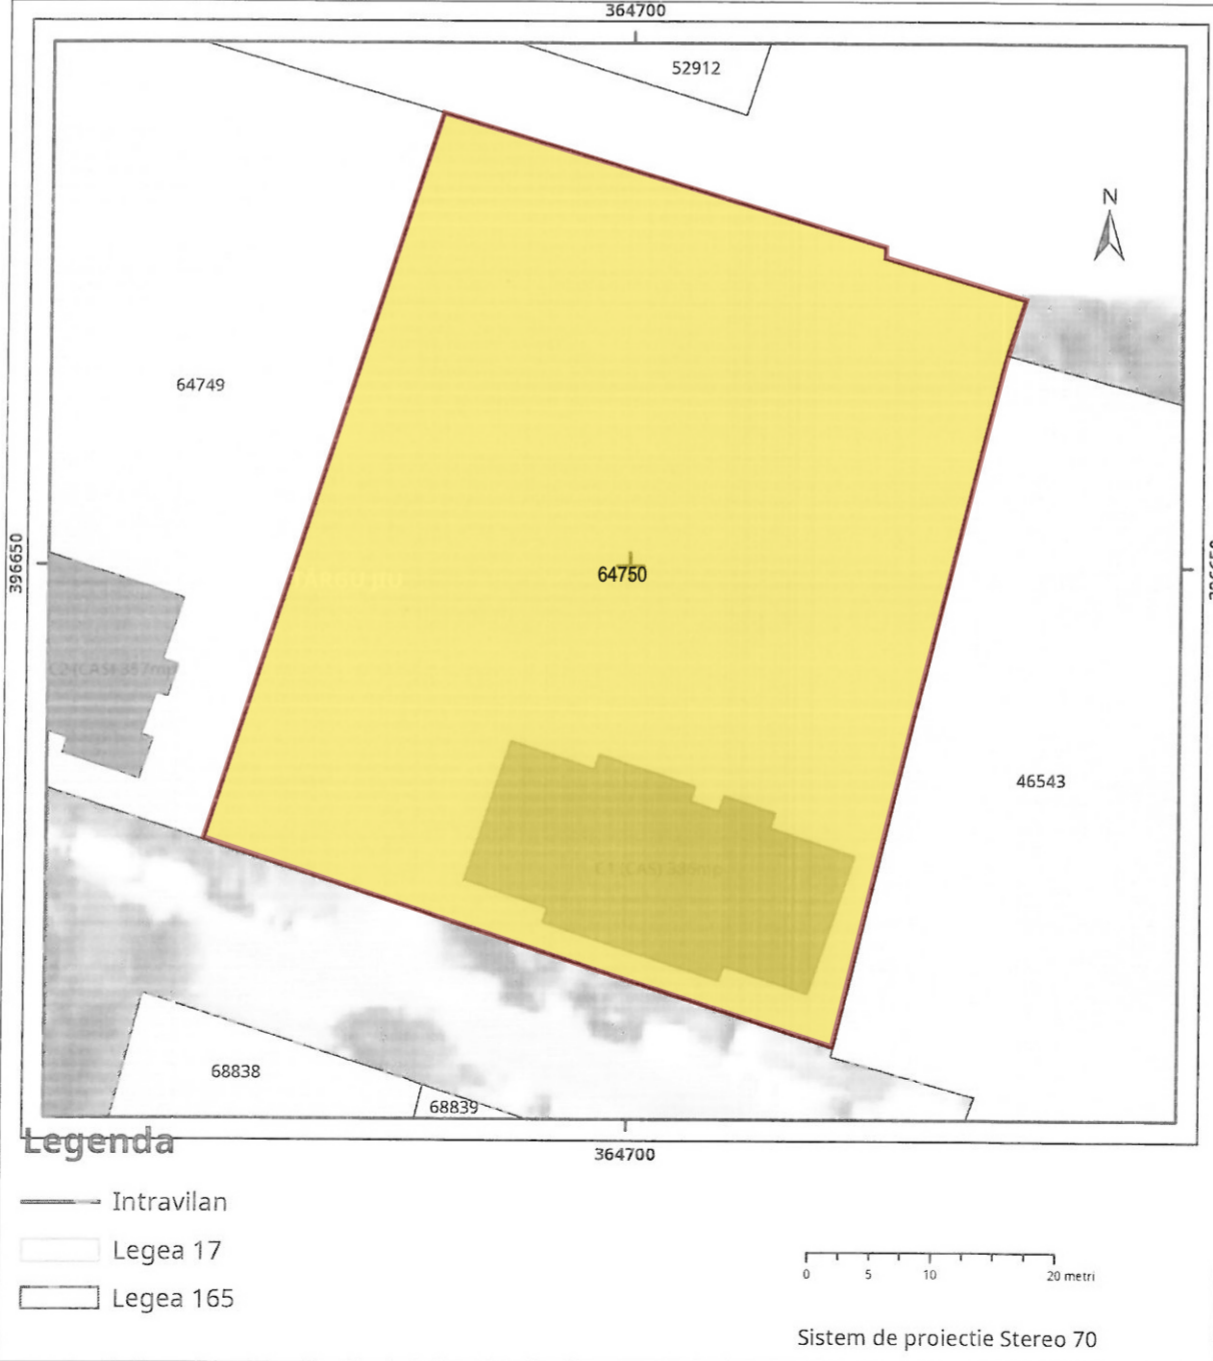 364700
52912
N
64749
396650
64750
46543
68838
68839
Legenda
364700
Intravilan
Legea 17
Legea 165
0 5 10 20 metri
Sistem de proiectie Stereo 70